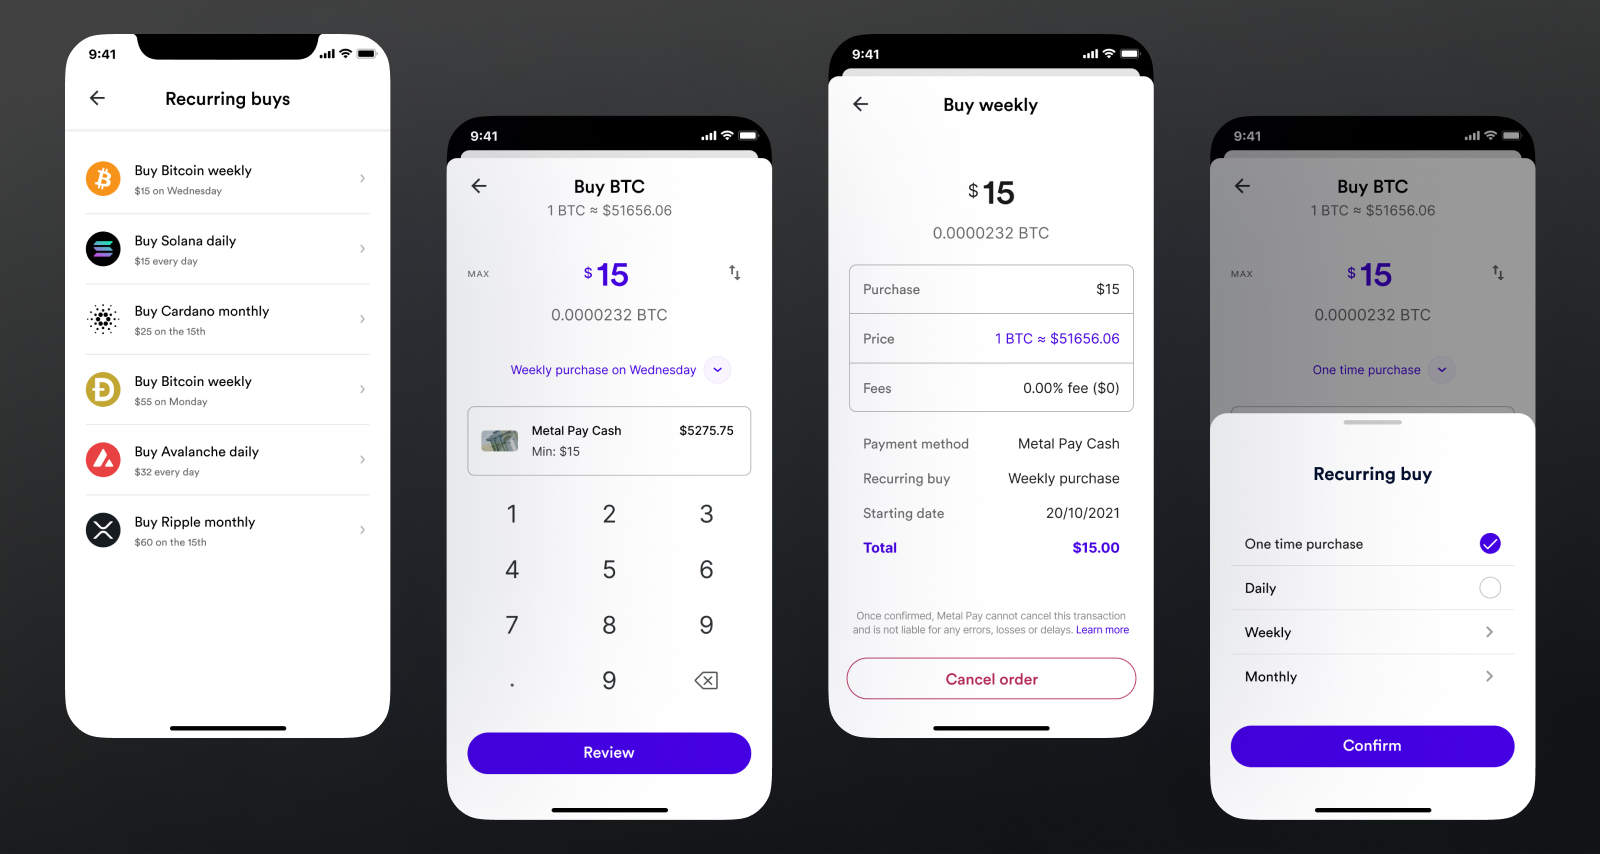 9:41
Recurring buys
Buy Bitcoin weekly
$15 on Wednesday
Buy Solana daily
$15 every day
Buy Cardano monthly
$25 on the 15th
Buy Bitcoin weekly
$55 on Monday
Buy Avalanche daily
$32 every day
Buy Ripple monthly
$60 on the 15th
9:41
Buy BTC
1 BTC ≈ $51656.06
MAX
$15
0.0000232 BTC
Weekly purchase on Wednesday
Metal Pay Cash $5275.75
Min: $15
1 2 3
4 5 6
7 8 9
. 9
Review
9:41
Buy weekly
$15
0.0000232 BTC
Purchase $15
Price 1 BTC ≈ $51656.06
Fees 0.00% fee ($0)
Payment method Metal Pay Cash
Recurring buy Weekly purchase
Starting date 20/10/2021
Total $15.00
Once confirmed, Metal Pay cannot cancel this transaction
and is not liable for any errors, losses or delays. Learn more
Cancel order
9:41
Buy BTC
1 BTC ≈ $51656.06
MAX
$15
0.0000232 BTC
One time purchase
Recurring buy
One time purchase
Daily
Weekly
Monthly
Confirm